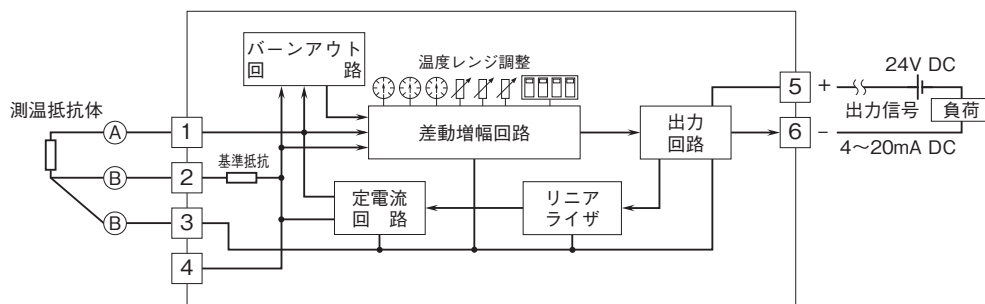 バーンアウト
回　　路
温度レンジ調整
24V DC
測温抵抗体
5
+
出力信号
負荷
A
1
差動増幅回路
出力
回路
6
−
4～20mA DC
基準抵抗
B
2
定電流
回　路
リニア
ライザ
B
3
4